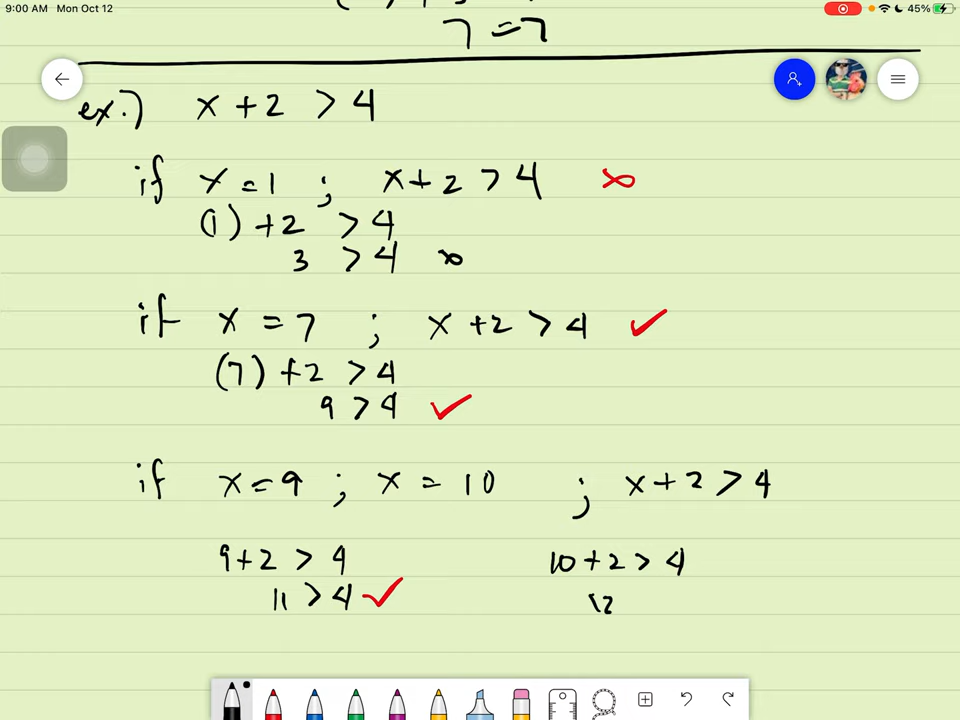 9:00 AM Mon Oct 12
45%
7 = 7
ex.) x + 2 > 4
if x = 1 ; x + 2 > 4
(1) + 2 > 4
3 > 4
if x = 7 ; x + 2 > 4 ✓
(7) + 2 > 4
9 > 4 ✓
if x = 9 ; x = 10 ; x + 2 > 4
9 + 2 > 4 10 + 2 > 4
11 > 4 ✓ 12